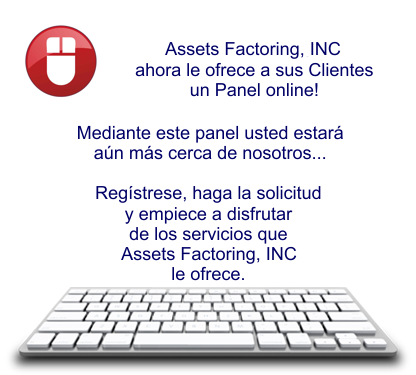 Assets Factoring, INC
ahora le ofrece a sus Clientes
un Panel online!
Mediante este panel usted estará
aún más cerca de nosotros...
Regístrese, haga la solicitud
y empiece a disfrutar
de los servicios que
Assets Factoring, INC
le ofrece.